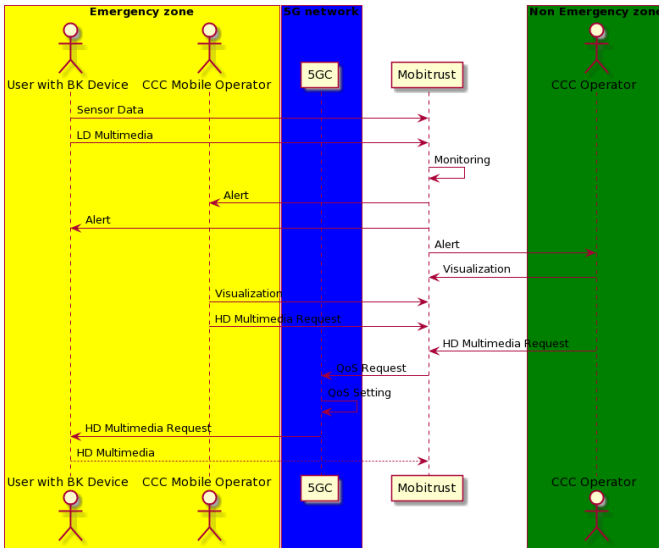 Emergency zone
5G network
Non Emergency zone
User with BK Device
CCC Mobile Operator
5GC
Mobitrust
CCC Operator
Sensor Data
LD Multimedia
Monitoring
Alert
Alert
Alert
Visualization
Visualization
HD Multimedia Request
HD Multimedia Request
QoS Request
QoS Setting
HD Multimedia Request
HD Multimedia
User with BK Device
CCC Mobile Operator
5GC
Mobitrust
CCC Operator